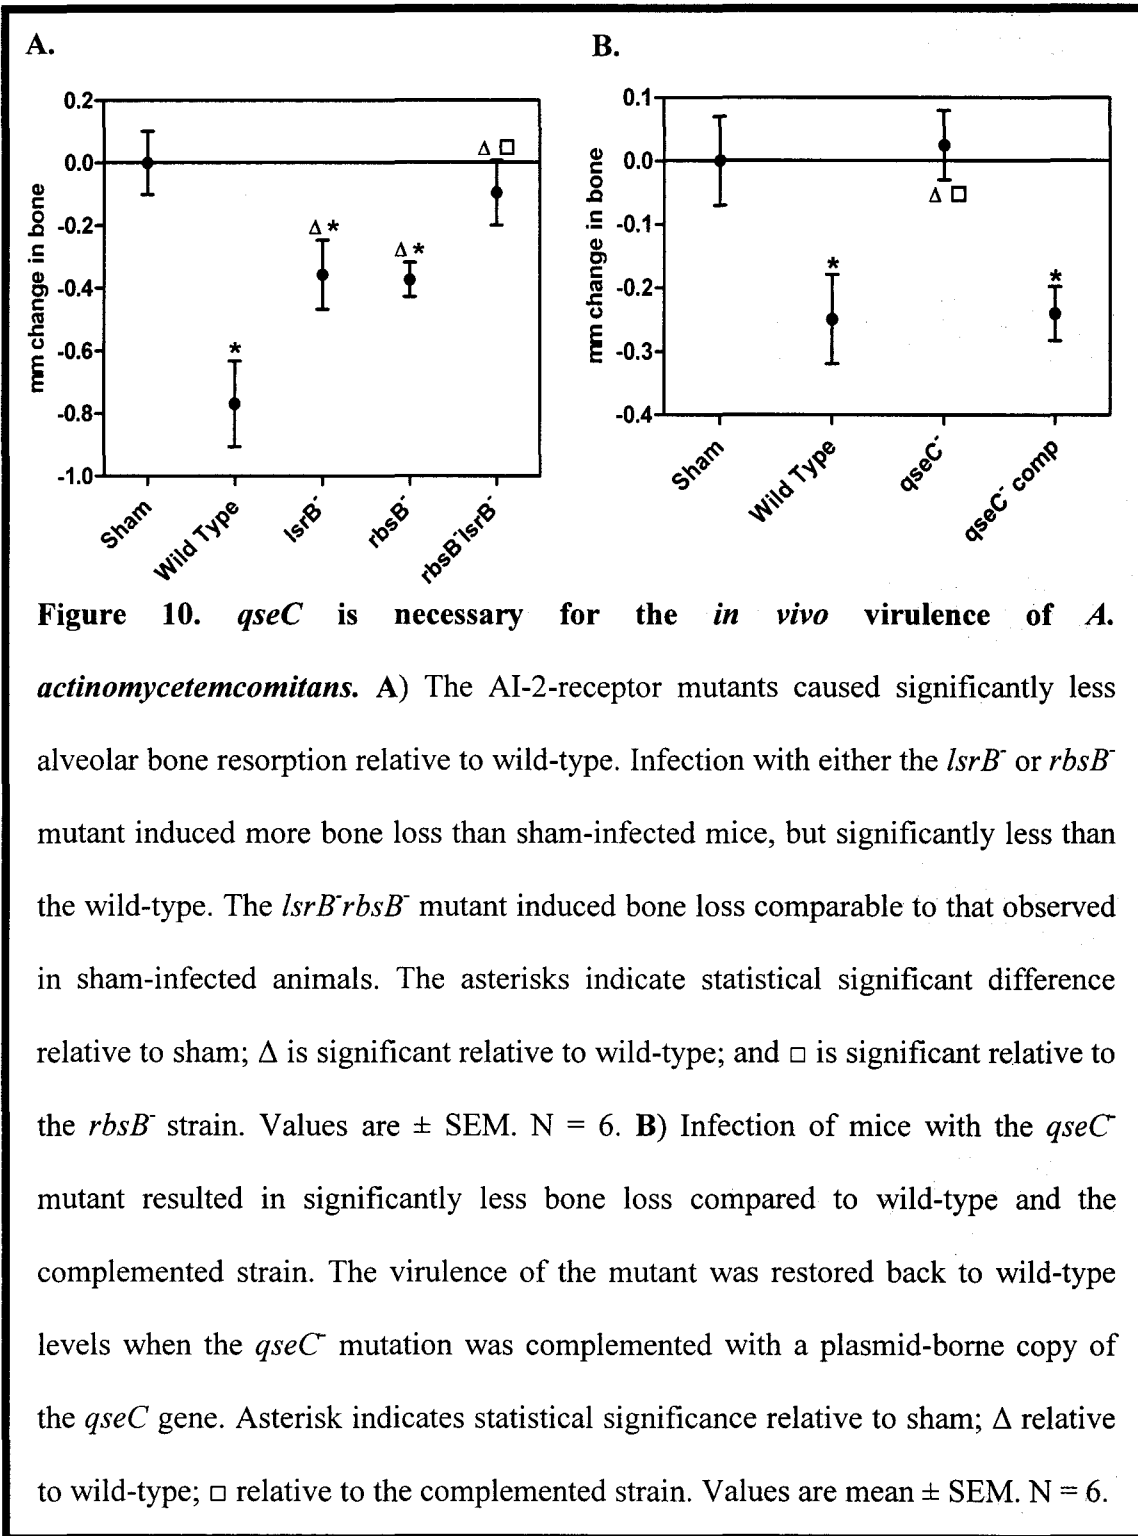 A.
B.
0.2
0.0
-0.2
-0.4
-0.6
-0.8
-1.0
mm change in bone
*
Δ *
Δ *
Δ □
Sham
Wild Type
lsrB⁻
rbsB⁻
rbsB⁻lsrB⁻
0.1
0.0
-0.1
-0.2
-0.3
-0.4
mm change in bone
*
Δ □
*
Sham
Wild Type
qseC⁻
qseC⁻ comp
Figure 10. qseC is necessary for the in vivo virulence of A.
actinomycetemcomitans. A) The AI-2-receptor mutants caused significantly less
alveolar bone resorption relative to wild-type. Infection with either the lsrB⁻ or rbsB⁻
mutant induced more bone loss than sham-infected mice, but significantly less than
the wild-type. The lsrB⁻rbsB⁻ mutant induced bone loss comparable to that observed
in sham-infected animals. The asterisks indicate statistical significant difference
relative to sham; Δ is significant relative to wild-type; and □ is significant relative to
the rbsB⁻ strain. Values are ± SEM. N = 6. B) Infection of mice with the qseC⁻
mutant resulted in significantly less bone loss compared to wild-type and the
complemented strain. The virulence of the mutant was restored back to wild-type
levels when the qseC⁻ mutation was complemented with a plasmid-borne copy of
the qseC gene. Asterisk indicates statistical significance relative to sham; Δ relative
to wild-type; □ relative to the complemented strain. Values are mean ± SEM. N = 6.